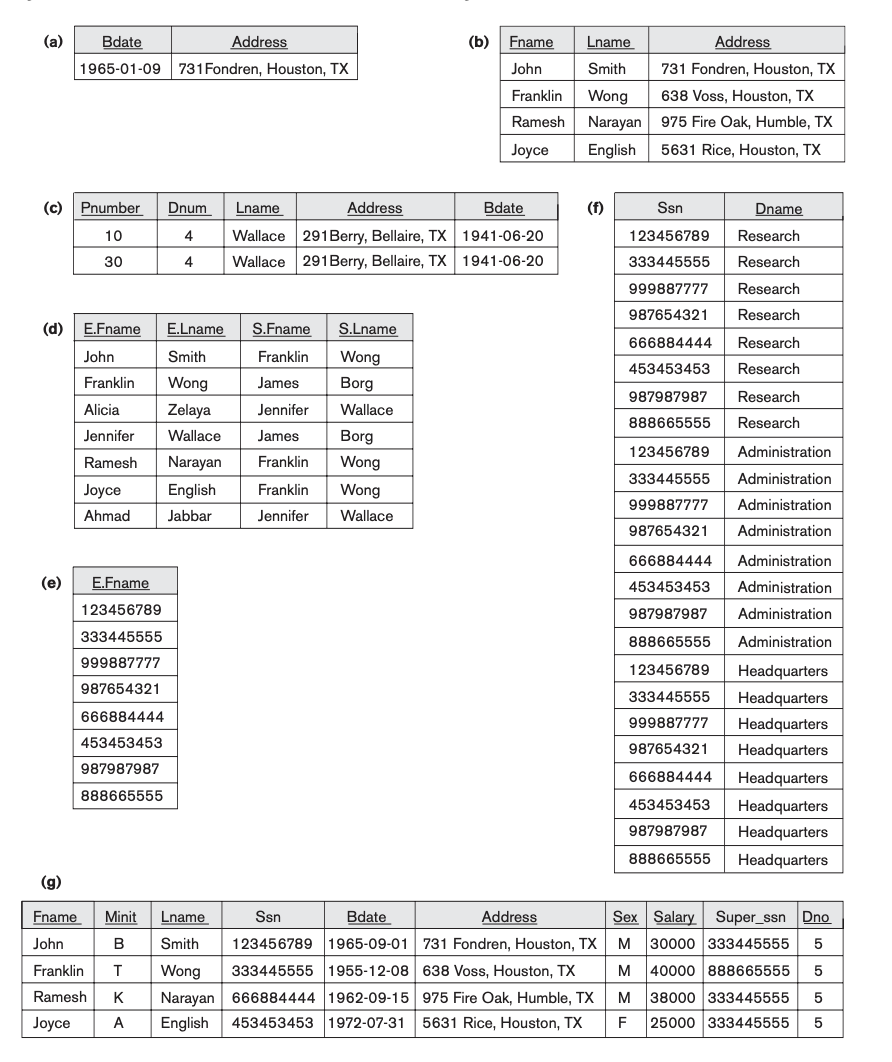 (a)
Bdate Address
1965-01-09 731Fondren, Houston, TX
(b)
Fname Lname Address
John Smith 731 Fondren, Houston, TX
Franklin Wong 638 Voss, Houston, TX
Ramesh Narayan 975 Fire Oak, Humble, TX
Joyce English 5631 Rice, Houston, TX
(c)
Pnumber Dnum Lname Address Bdate
10 4 Wallace 291Berry, Bellaire, TX 1941-06-20
30 4 Wallace 291Berry, Bellaire, TX 1941-06-20
(d)
E.Fname E.Lname S.Fname S.Lname
John Smith Franklin Wong
Franklin Wong James Borg
Alicia Zelaya Jennifer Wallace
Jennifer Wallace James Borg
Ramesh Narayan Franklin Wong
Joyce English Franklin Wong
Ahmad Jabbar Jennifer Wallace
(e)
E.Fname
123456789
333445555
999887777
987654321
666884444
453453453
987987987
888665555
(f)
Ssn Dname
123456789 Research
333445555 Research
999887777 Research
987654321 Research
666884444 Research
453453453 Research
987987987 Research
888665555 Research
123456789 Administration
333445555 Administration
999887777 Administration
987654321 Administration
666884444 Administration
453453453 Administration
987987987 Administration
888665555 Administration
123456789 Headquarters
333445555 Headquarters
999887777 Headquarters
987654321 Headquarters
666884444 Headquarters
453453453 Headquarters
987987987 Headquarters
888665555 Headquarters
(g)
Fname Minit Lname Ssn Bdate Address Sex Salary Super_ssn Dno
John B Smith 123456789 1965-09-01 731 Fondren, Houston, TX M 30000 333445555 5
Franklin T Wong 333445555 1955-12-08 638 Voss, Houston, TX M 40000 888665555 5
Ramesh K Narayan 666884444 1962-09-15 975 Fire Oak, Humble, TX M 38000 333445555 5
Joyce A English 453453453 1972-07-31 5631 Rice, Houston, TX F 25000 333445555 5